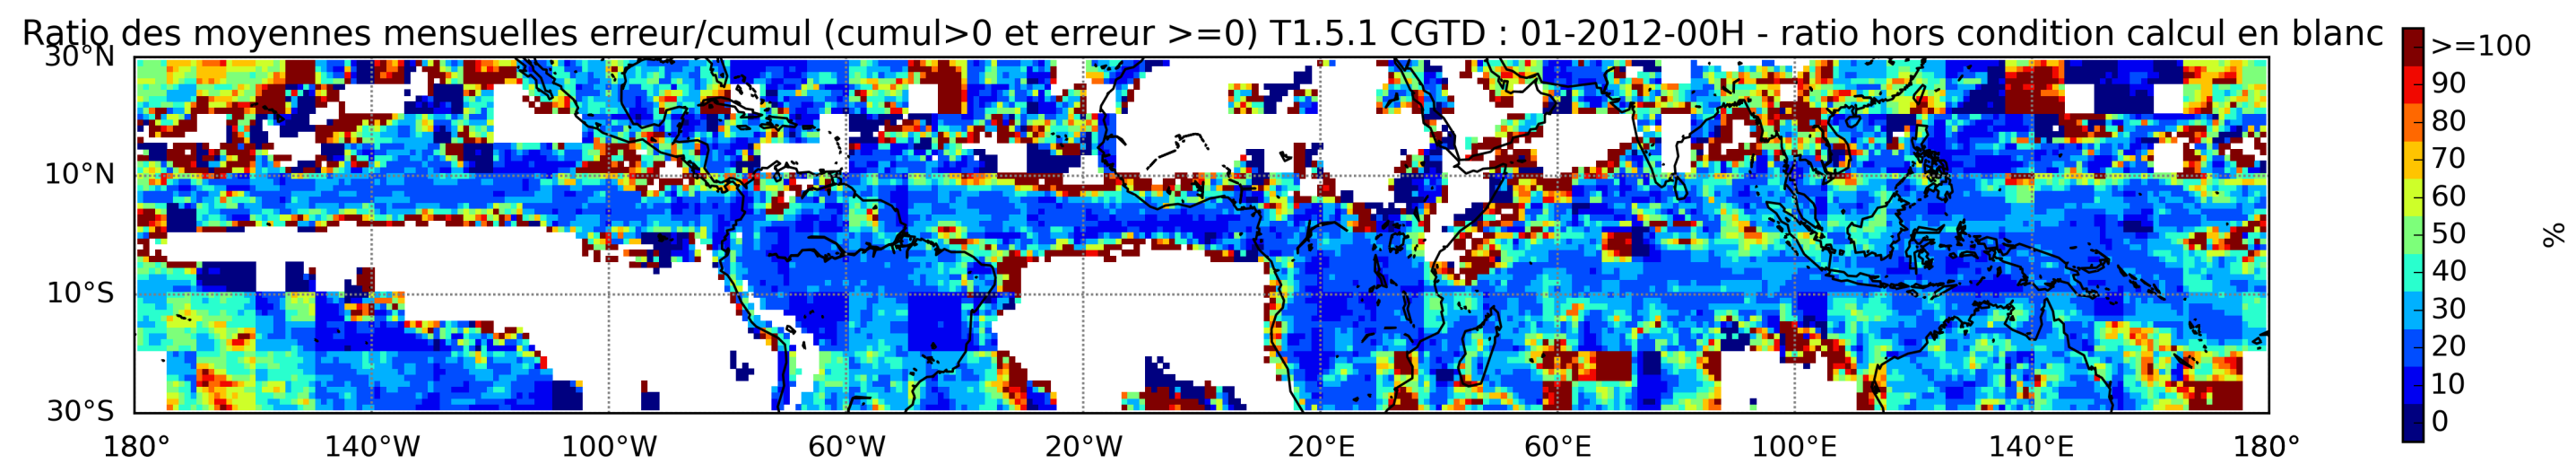 Ratio des moyennes mensuelles erreur/cumul (cumul>0 et erreur >=0) T1.5.1 CGTD : 01-2012-00H - ratio hors condition calcul en blanc
30°N
10°N
10°S
30°S
180°
140°W
100°W
60°W
20°W
20°E
60°E
100°E
140°E
180°
>=100
90
80
70
60
50
40
30
20
10
0
%